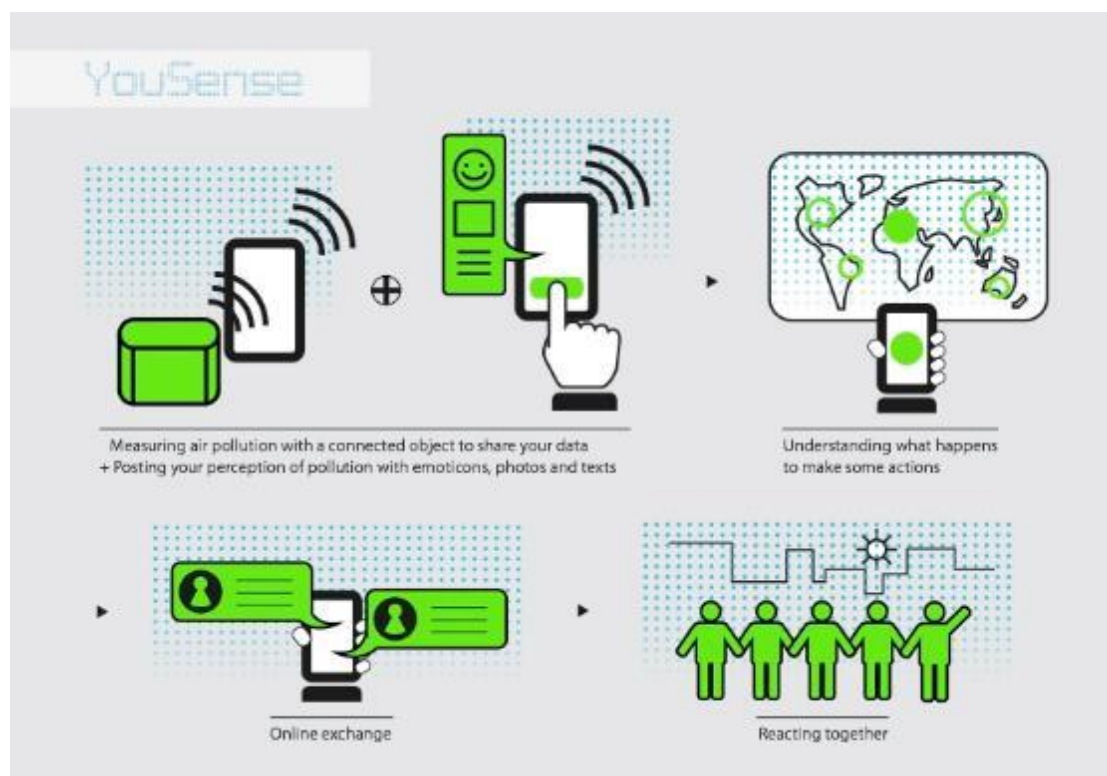 YouSense
Measuring air pollution with a connected object to share your data
+ Posting your perception of pollution with emoticons, photos and texts
Understanding what happens
to make some actions
Online exchange
Reacting together